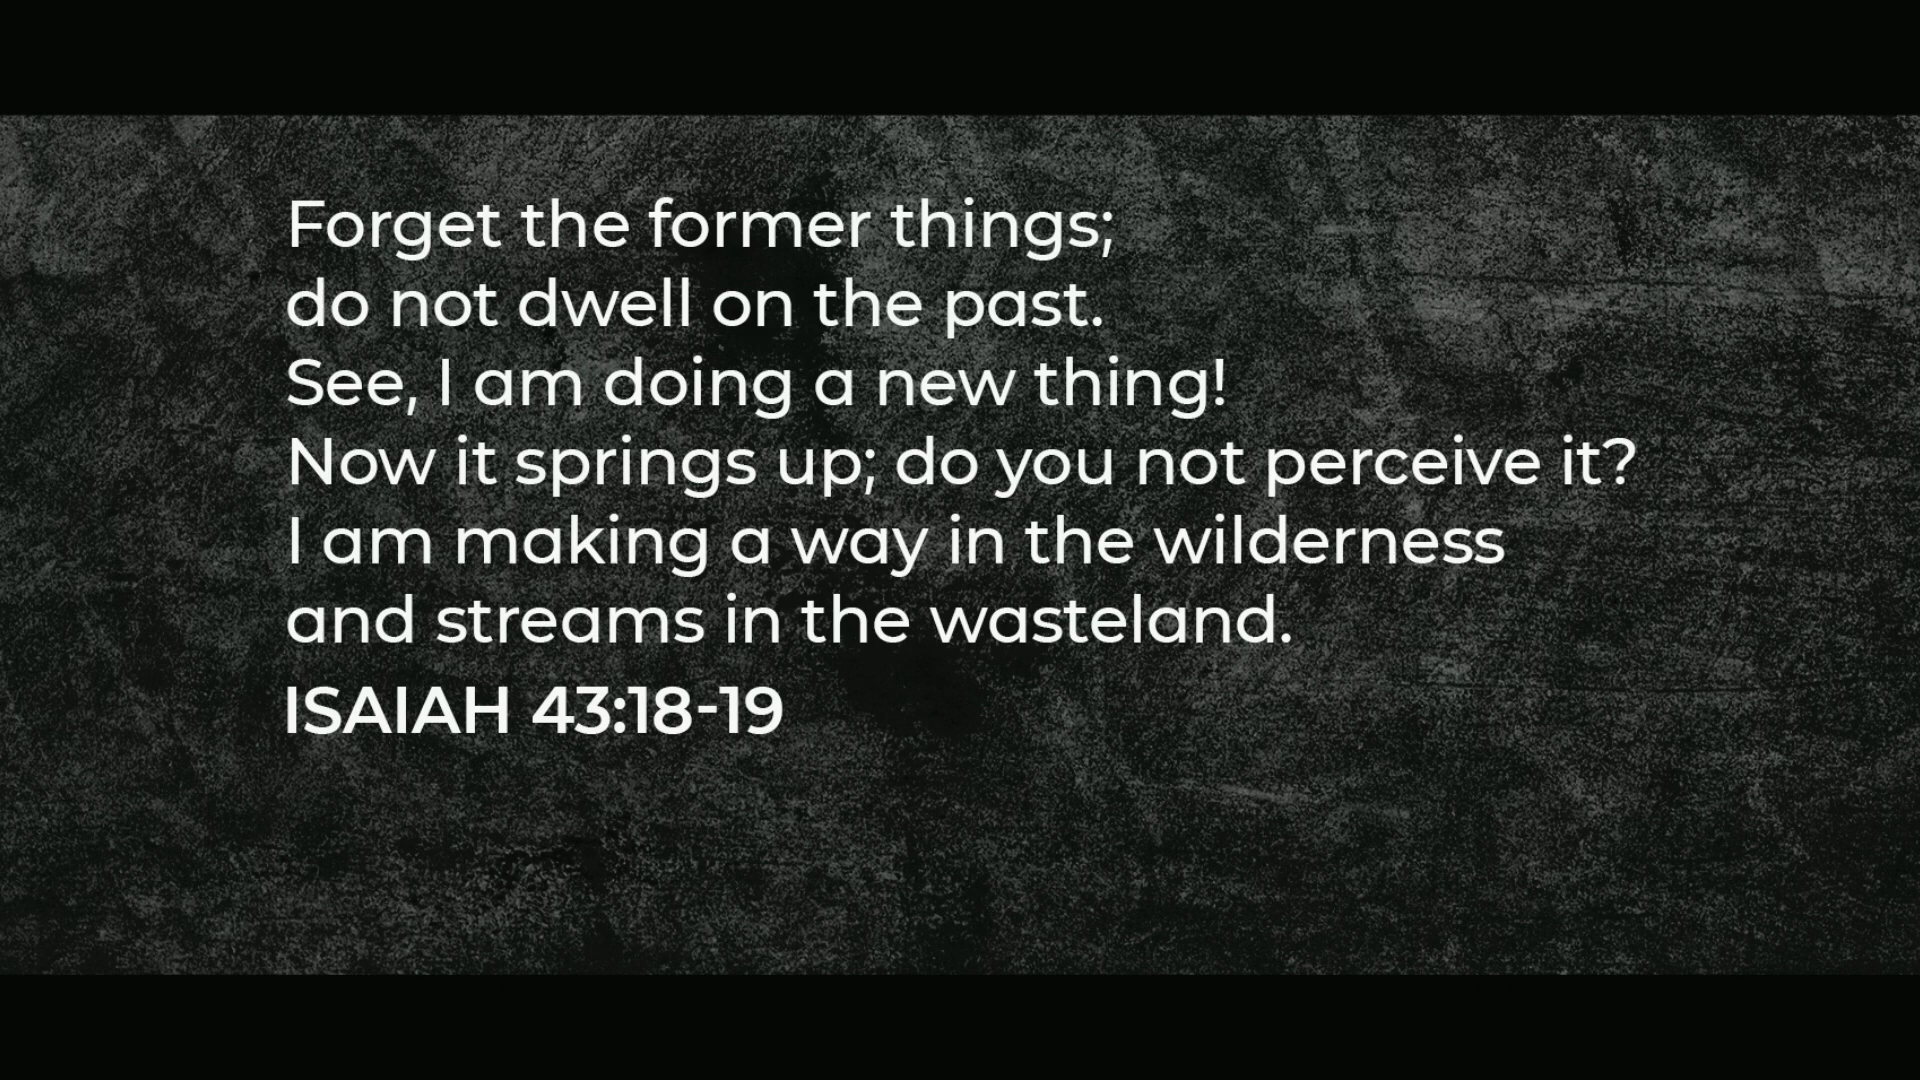 Forget the former things;
do not dwell on the past.
See, I am doing a new thing!
Now it springs up; do you not perceive it?
I am making a way in the wilderness
and streams in the wasteland.
ISAIAH 43:18-19